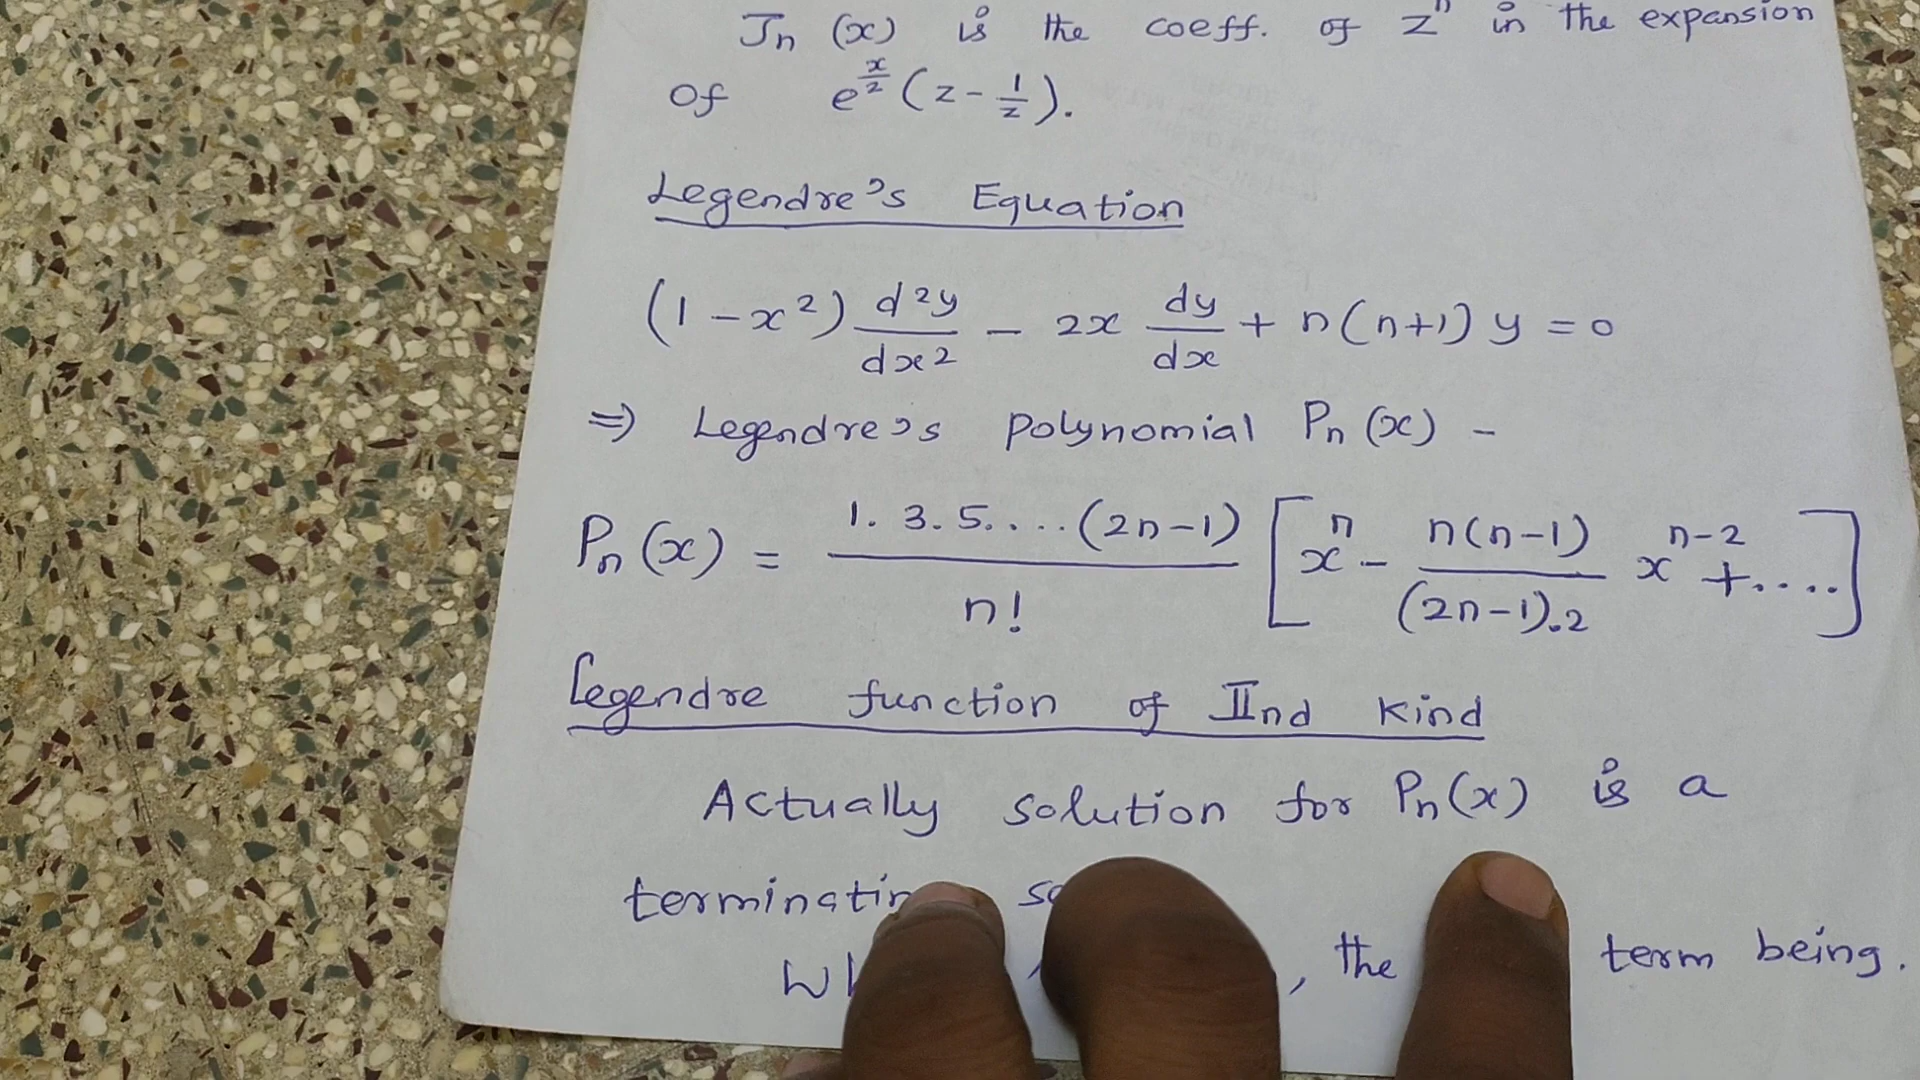 Jn (x) is the coeff. of z^n in the expansion
of e^(x/2) (z - 1/z).
Legendre's Equation
(1 - x²) d²y/dx² - 2x dy/dx + n(n+1) y = 0
⇒ Legendre's polynomial Pn (x) -
Pn (x) = 1. 3. 5. ... (2n-1) / n! [x^n - n(n-1) / (2n-1).2 x^(n-2) + ....]
Legendre function of IInd kind
Actually solution for Pn(x) is a
, the term being.